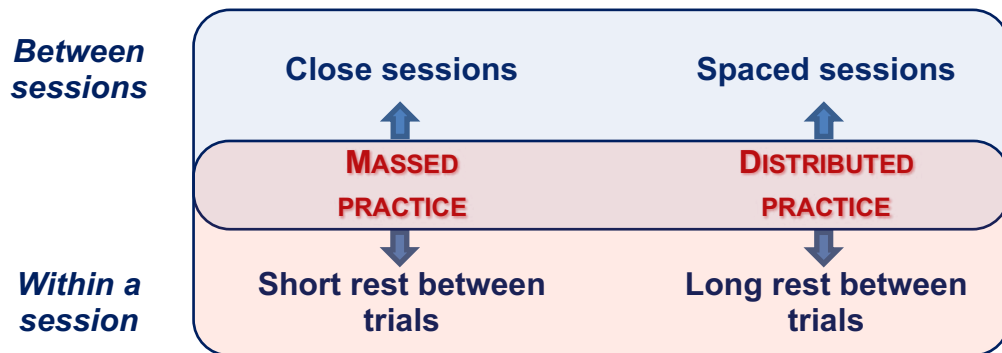 Between
sessions
Close sessions
Spaced sessions
MASSED
PRACTICE
DISTRIBUTED
PRACTICE
Within a
session
Short rest between
trials
Long rest between
trials